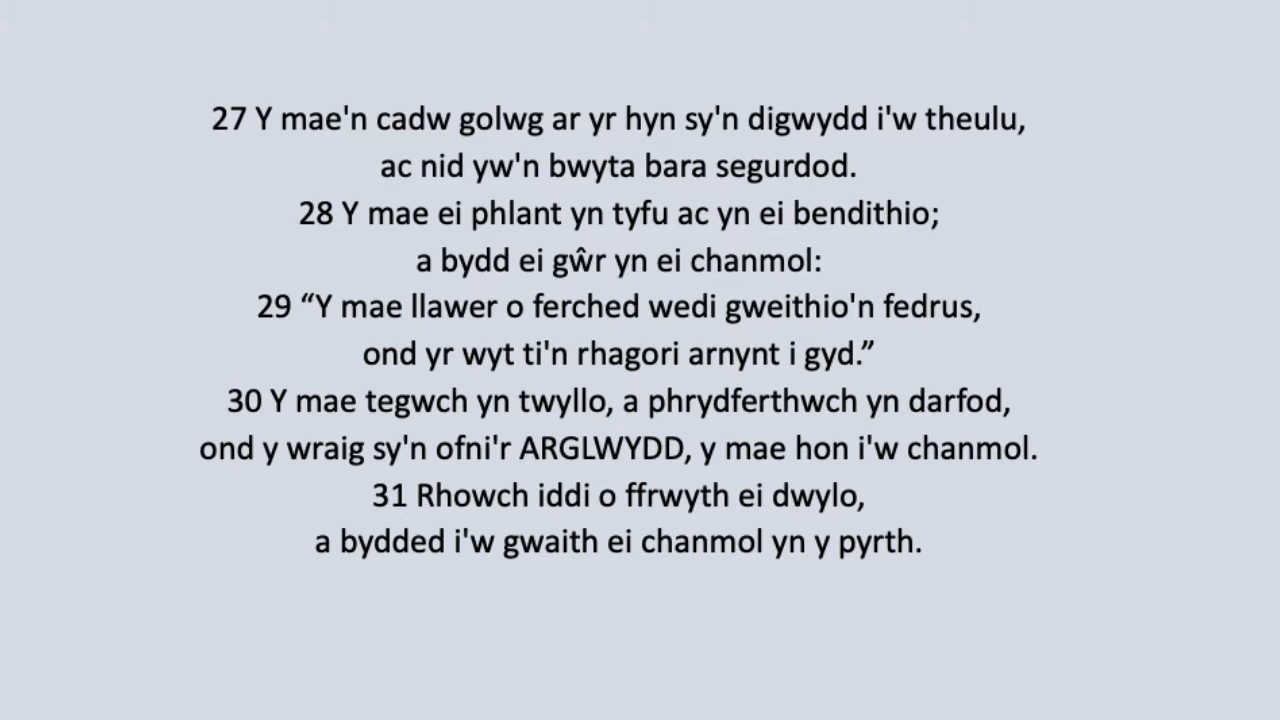 27 Y mae'n cadw golwg ar yr hyn sy'n digwydd i'w theulu,
ac nid yw'n bwyta bara segurdod.
28 Y mae ei phlant yn tyfu ac yn ei bendithio;
a bydd ei gŵr yn ei chanmol:
29 “Y mae llawer o ferched wedi gweithio'n fedrus,
ond yr wyt ti'n rhagori arnynt i gyd.”
30 Y mae tegwch yn twyllo, a phrydferthwch yn darfod,
ond y wraig sy'n ofni'r ARGLWYDD, y mae hon i'w chanmol.
31 Rhowch iddi o ffrwyth ei dwylo,
a bydded i'w gwaith ei chanmol yn y pyrth.